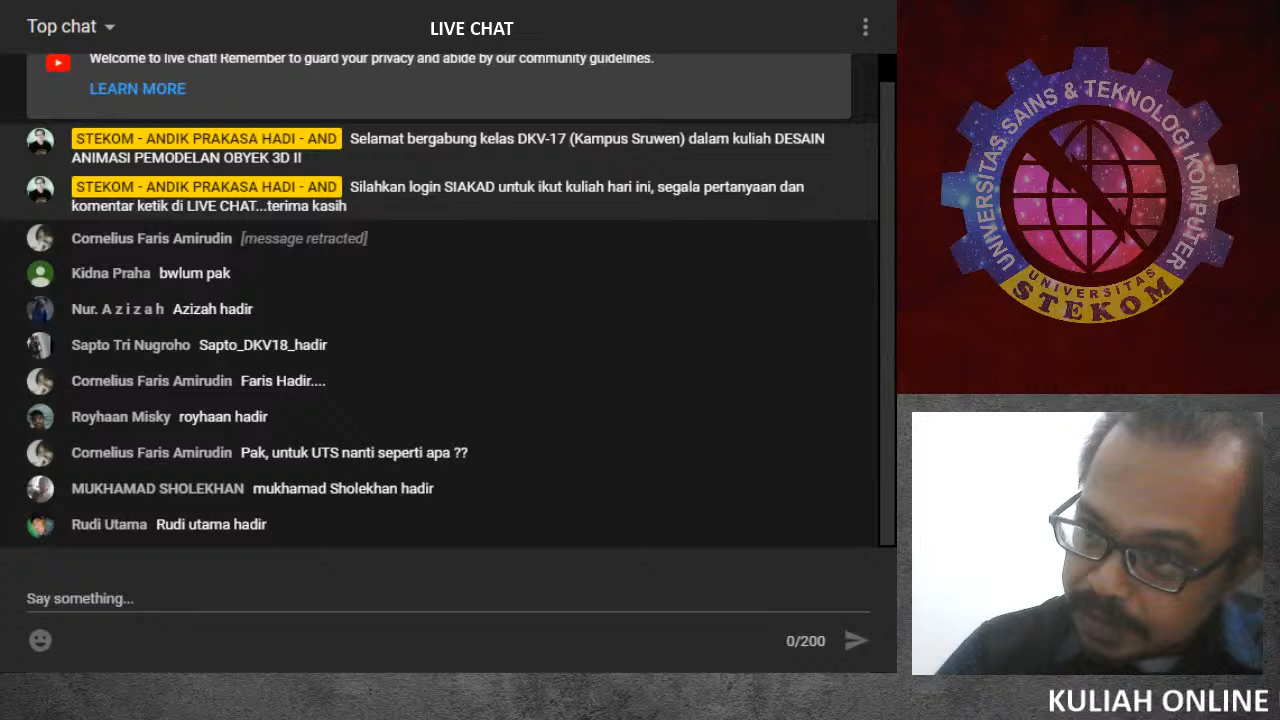 Top chat
LIVE CHAT
Welcome to live chat! Remember to guard your privacy and abide by our community guidelines.
LEARN MORE
STEKOM - ANDIK PRAKASA HADI - AND Selamat bergabung kelas DKV-17 (Kampus Sruwen) dalam kuliah DESAIN
ANIMASI PEMODELAN OBYEK 3D II
STEKOM - ANDIK PRAKASA HADI - AND Silahkan login SIAKAD untuk ikut kuliah hari ini, segala pertanyaan dan
komentar ketik di LIVE CHAT...terima kasih
Cornelius Faris Amirudin [message retracted]
Kidna Praha bwlum pak
Nur. A z i z a h Azizah hadir
Sapto Tri Nugroho Sapto_DKV18_hadir
Cornelius Faris Amirudin Faris Hadir....
Royhaan Misky royhaan hadir
Cornelius Faris Amirudin Pak, untuk UTS nanti seperti apa ??
MUKHAMAD SHOLEKHAN mukhamad Sholekhan hadir
Rudi Utama Rudi utama hadir
Say something...
0/200
UNIVERSITAS SAINS & TEKNOLOGI KOMPUTER
UNIVERSITAS
STEKOM
KULIAH ONLINE